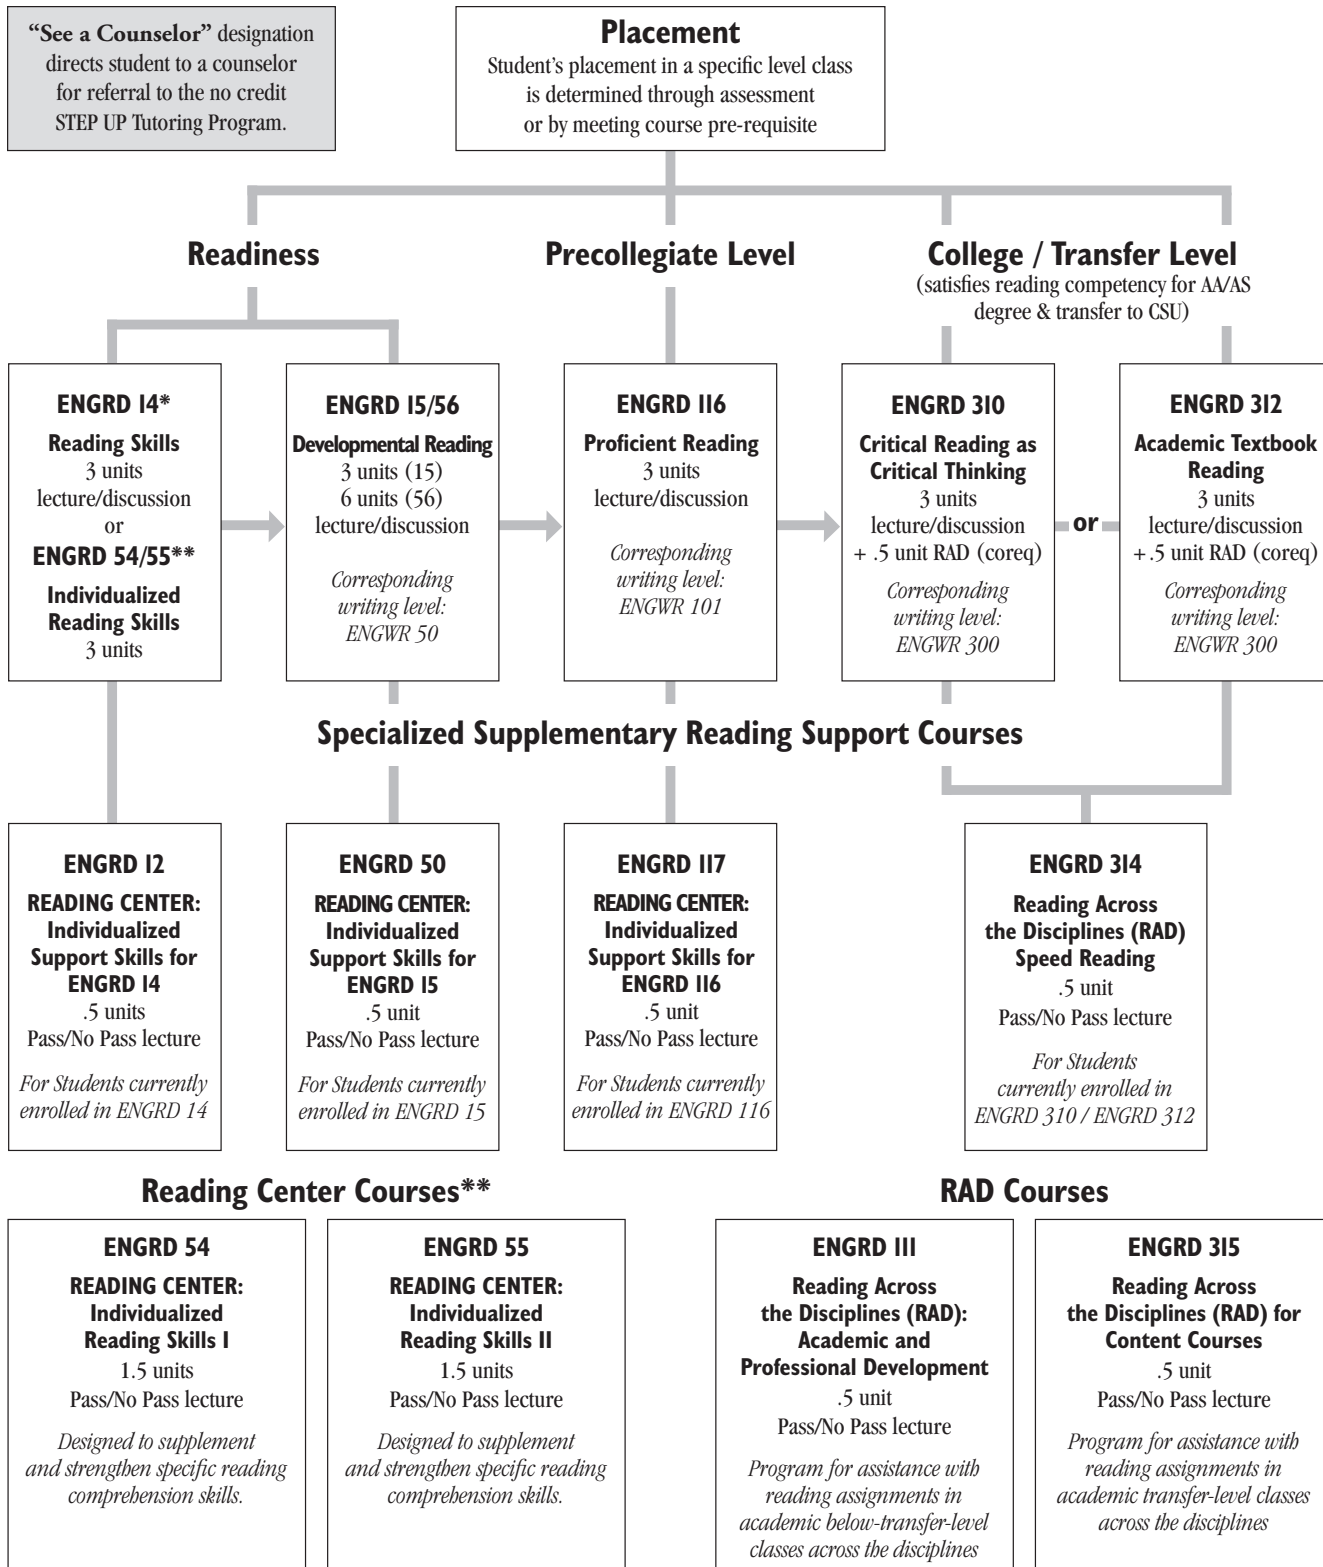 “See a Counselor” designation
directs student to a counselor
for referral to the no credit
STEP UP Tutoring Program.
Placement
Student’s placement in a specific level class
is determined through assessment
or by meeting course pre-requisite
Readiness
Precollegiate Level
College / Transfer Level
(satisfies reading competency for AA/AS
degree & transfer to CSU)
ENGRD 14*
Reading Skills
3 units
lecture/discussion
or
ENGRD 54/55**
Individualized
Reading Skills
3 units
ENGRD 15/56
Developmental Reading
3 units (15)
6 units (56)
lecture/discussion
Corresponding
writing level:
ENGWR 50
ENGRD 116
Proficient Reading
3 units
lecture/discussion
Corresponding
writing level:
ENGWR 101
ENGRD 310
Critical Reading as
Critical Thinking
3 units
lecture/discussion
+ .5 unit RAD (coreq)
Corresponding
writing level:
ENGWR 300
or
ENGRD 312
Academic Textbook
Reading
3 units
lecture/discussion
+ .5 unit RAD (coreq)
Corresponding
writing level:
ENGWR 300
Specialized Supplementary Reading Support Courses
ENGRD 12
READING CENTER:
Individualized
Support Skills for
ENGRD 14
.5 units
Pass/No Pass lecture
For Students currently
enrolled in ENGRD 14
ENGRD 50
READING CENTER:
Individualized
Support Skills for
ENGRD 15
.5 unit
Pass/No Pass lecture
For Students currently
enrolled in ENGRD 15
ENGRD 117
READING CENTER:
Individualized
Support Skills for
ENGRD 116
.5 unit
Pass/No Pass lecture
For Students currently
enrolled in ENGRD 116
ENGRD 314
Reading Across
the Disciplines (RAD)
Speed Reading
.5 unit
Pass/No Pass lecture
For Students
currently enrolled in
ENGRD 310 / ENGRD 312
Reading Center Courses**
ENGRD 54
READING CENTER:
Individualized
Reading Skills I
1.5 units
Pass/No Pass lecture
Designed to supplement
and strengthen specific reading
comprehension skills.
ENGRD 55
READING CENTER:
Individualized
Reading Skills II
1.5 units
Pass/No Pass lecture
Designed to supplement
and strengthen specific reading
comprehension skills.
RAD Courses
ENGRD 111
Reading Across
the Disciplines (RAD):
Academic and
Professional Development
.5 unit
Pass/No Pass lecture
Program for assistance with
reading assignments in
academic below-transfer-level
classes across the disciplines
ENGRD 315
Reading Across
the Disciplines (RAD) for
Content Courses
.5 unit
Pass/No Pass lecture
Program for assistance with
reading assignments in
academic transfer-level classes
across the disciplines